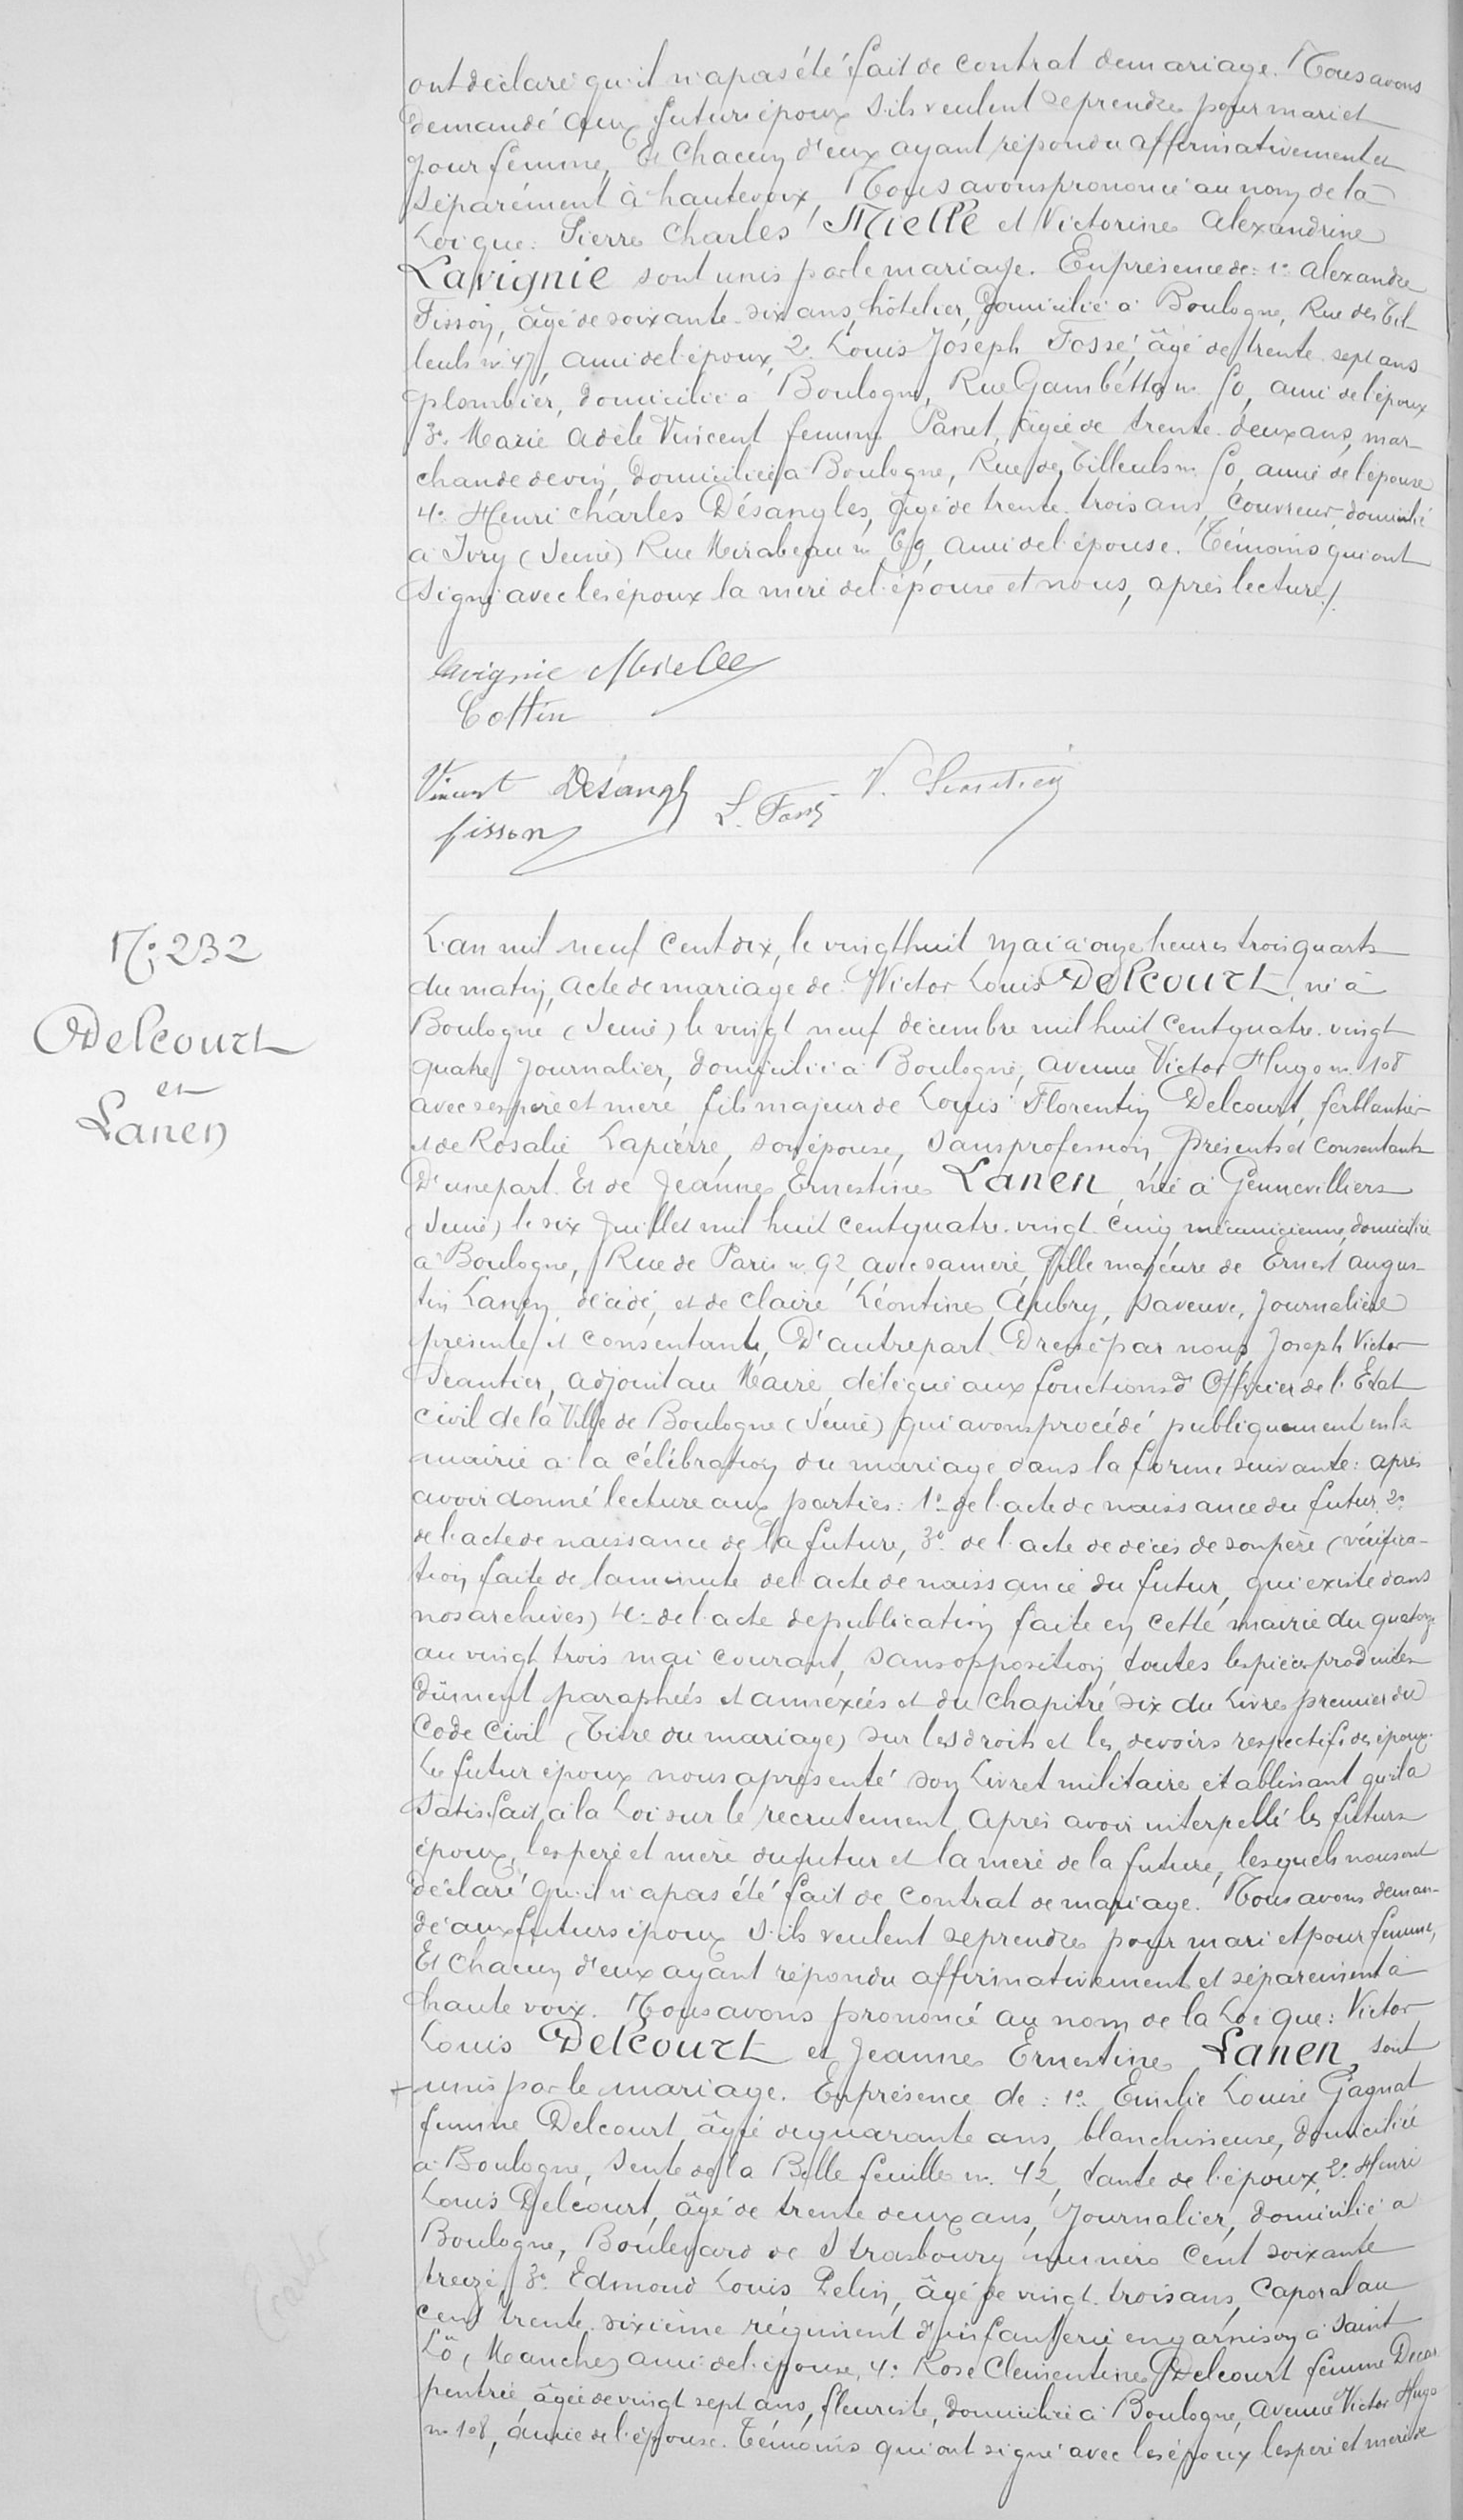 ont déclaré qu'il n'a pas été fait de contrat de mariage. Nous avons
demandé aux futurs époux s'ils veulent se prendre pour mari et
pour femme, Et chacun d'eux ayant répondu affirmativement et
séparément à haute voix, Nous avons prononcé au nom de la
Loi que: Pierre Charles Mielle et Victorine Alexandrine
Lavignie sont unis par le mariage. En présence de: 1° Alexandre
Fisson, âgé de soixante-six ans, hôtelier, domicilié à Boulogne, Rue des Til-
leuls n° 47, ami de l'époux, 2° Louis Joseph Fossé, âgé de trente-sept ans
plombier, domicilié à Boulogne, Rue Gambetta n° 50, ami de l'époux
3° Marie Adèle Vincent femme Panel, âgée de trente-deux ans, mar-
chande de vin, domiciliée à Boulogne, Rue des Tilleuls n° 50, amie de l'épouse
4° Henri Charles Désangles, âgé de trente-trois ans, couvreur, domicilié
à Ivry (Seine) Rue Mirabeau n° 69, ami de l'épouse. Témoins qui ont
signé avec les époux la mère de l'épouse et nous, après lecture./.
Lavignie Mielle
Cottin
Vincent Désangles L. Fossé
Fisson
N° 232
Delcourt
et
Lanen
L'an mil neuf cent dix, le vingt huit mai à onze heures trois quarts
du matin, acte de mariage de Victor Louis Delcourt, né à
Boulogne (Seine) le vingt neuf décembre mil huit cent quatre-vingt
quatre, journalier, domicilié à Boulogne, avenue Victor Hugo n° 108
avec ses père et mère fils majeur de Louis Florentin Delcourt, ferblantier
et de Rosalie Lapierre, son épouse, sans profession, présents et consentants
D'une part. Et de Jeanne Ernestine Lanen, née à Gennevilliers
(Seine) le six juillet mil huit cent quatre-vingt-cinq, mécanicienne, domiciliée
à Boulogne, Rue de Paris n° 92, avec sa mère, fille majeure de Ernest Augus-
tin Lanen, décédé, et de Claire Léontine Aubry, sa veuve, journalière
présente et consentante, D'autre part. Dressé par nous, Joseph Victor
Sentier, adjoint au Maire, délégué aux fonctions d'Officier de l'Etat
civil de la Ville de Boulogne (Seine) qui avons procédé publiquement en la
mairie à la célébration du mariage dans la forme suivante: après
avoir donné lecture aux parties: 1° de l'acte de naissance du futur, 2°
de l'acte de naissance de la future, 3° de l'acte de décès de son père (vérifica-
tion faite de la minute de l'acte de naissance du futur, qui existe dans
nos archives) 4° de l'acte de publication faite en cette mairie du quatorze
au vingt trois mai courant, sans opposition, toutes les pièces produites
dûment paraphées et annexées et du chapitre six du Livre premier du
Code Civil (Titre du mariage) sur les droits et les devoirs respectifs des époux.
Le futur époux nous a présenté son Livret militaire établissant qu'il a
satisfait à la Loi sur le recrutement. Après avoir interpellé les futurs
époux, les père et mère du futur et la mère de la future, lesquels nous ont
déclaré qu'il n'a pas été fait de contrat de mariage. Nous avons deman-
dé aux futurs époux s'ils veulent se prendre pour mari et pour femme,
Et chacun d'eux ayant répondu affirmativement et séparément à
haute voix. Nous avons prononcé au nom de la Loi que: Victor
Louis Delcourt et Jeanne Ernestine Lanen, sont
+ unis par le mariage. En présence de: 1° Emilie Louise Gagnat
femme Delcourt, âgée de quarante ans, blanchisseuse, domiciliée
à Boulogne, Sente de la Belle feuille n° 42, tante de l'époux, 2° Henri
Louis Delcourt, âgé de trente deux ans, journalier, domicilié à
Boulogne, Boulevard de Strasbourg numéro cent soixante
treize, 3° Edmond Louis Pelin, âgé de vingt-trois ans, caporal au
cent trente-sixième régiment d'infanterie en garnison à Saint
Lô, (Manche) ami de l'épouse, 4° Rose Clementine Delcourt femme Decar
pentrie, âgée de vingt sept ans, fleuriste, domiciliée à Boulogne, avenue Victor Hugo
n° 108, amie de l'épouse. Témoins qui ont signé avec les époux les père et mère de